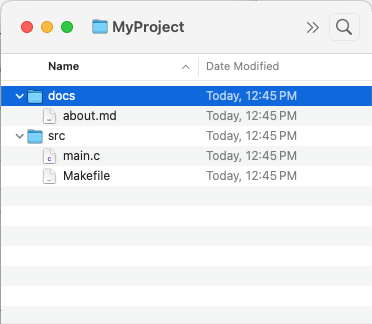 MyProject
Name Date Modified
docs Today, 12:45 PM
about.md Today, 12:45 PM
src Today, 12:45 PM
c main.c Today, 12:45 PM
Makefile Today, 12:45 PM